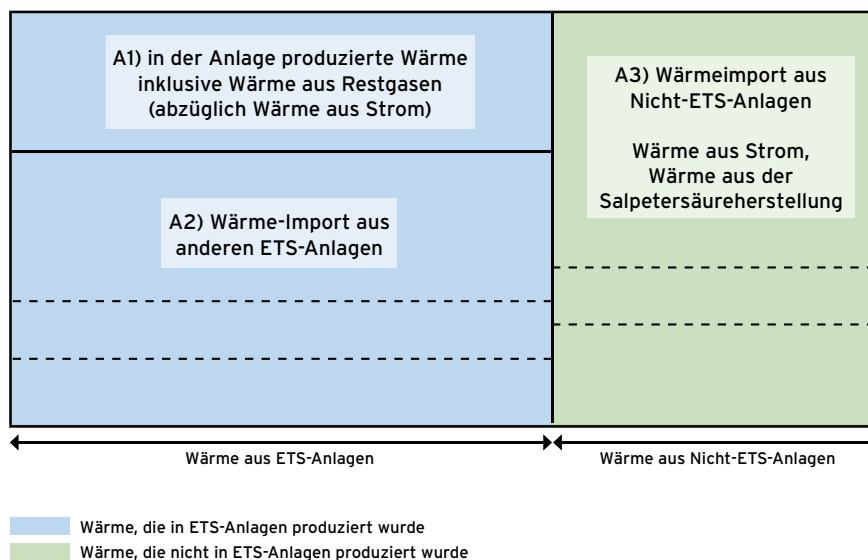 A1) in der Anlage produzierte Wärme
inklusive Wärme aus Restgasen
(abzüglich Wärme aus Strom)
A2) Wärme-Import aus
anderen ETS-Anlagen
A3) Wärmeimport aus
Nicht-ETS-Anlagen
Wärme aus Strom,
Wärme aus der
Salpetersäureherstellung
Wärme aus ETS-Anlagen
Wärme aus Nicht-ETS-Anlagen
Wärme, die in ETS-Anlagen produziert wurde
Wärme, die nicht in ETS-Anlagen produziert wurde